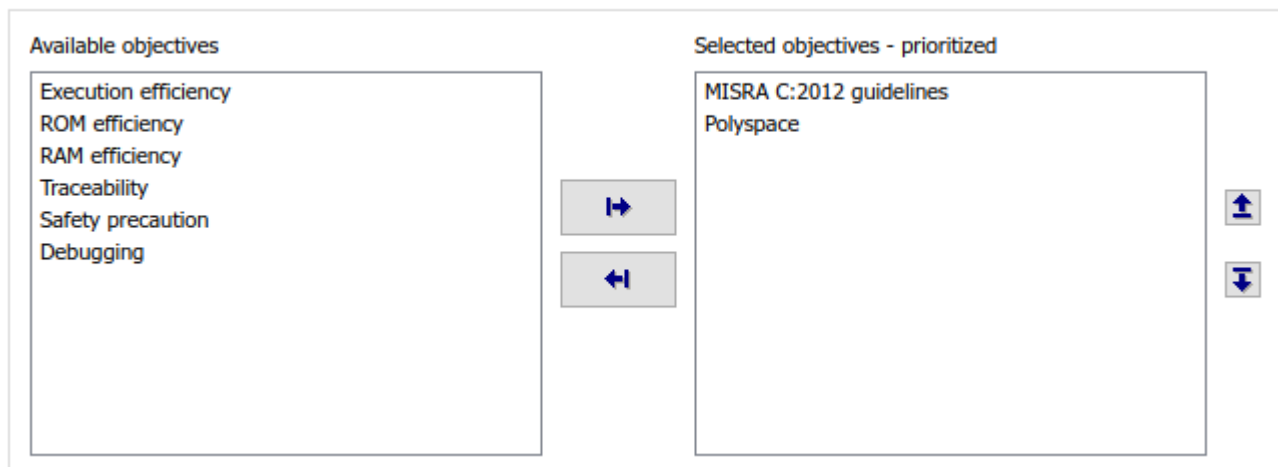 Available objectives
Execution efficiency
ROM efficiency
RAM efficiency
Traceability
Safety precaution
Debugging
Selected objectives - prioritized
MISRA C:2012 guidelines
Polyspace